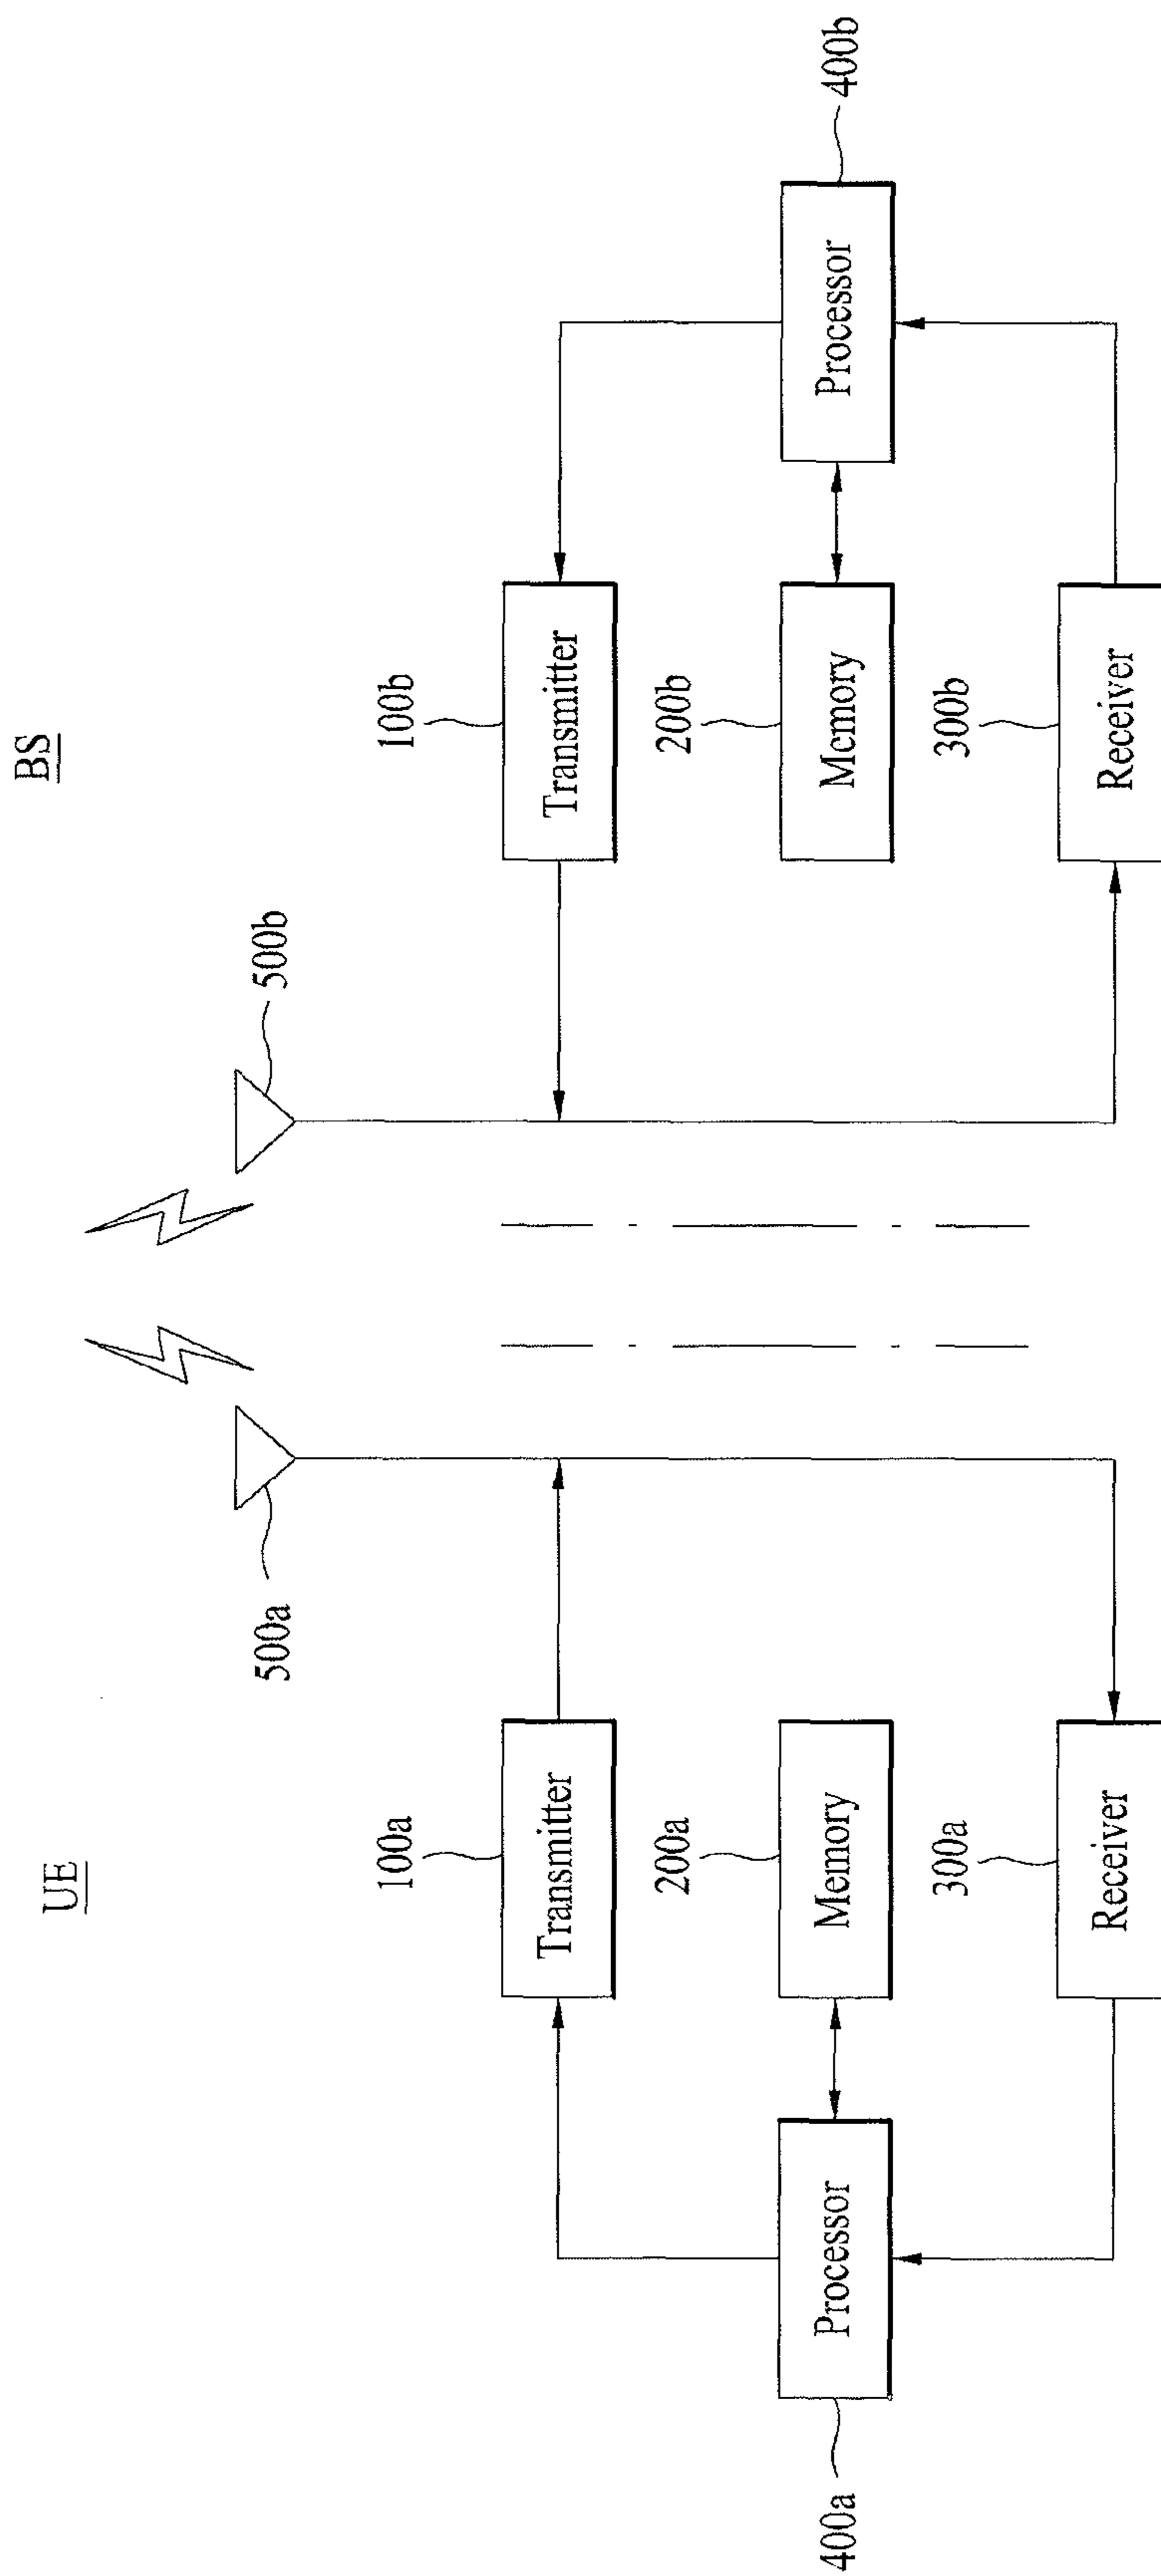 UE
BS
500a
500b
100a
Transmitter
100b
Transmitter
400a
Processor
200a
Memory
200b
Memory
Processor
400b
300a
Receiver
300b
Receiver